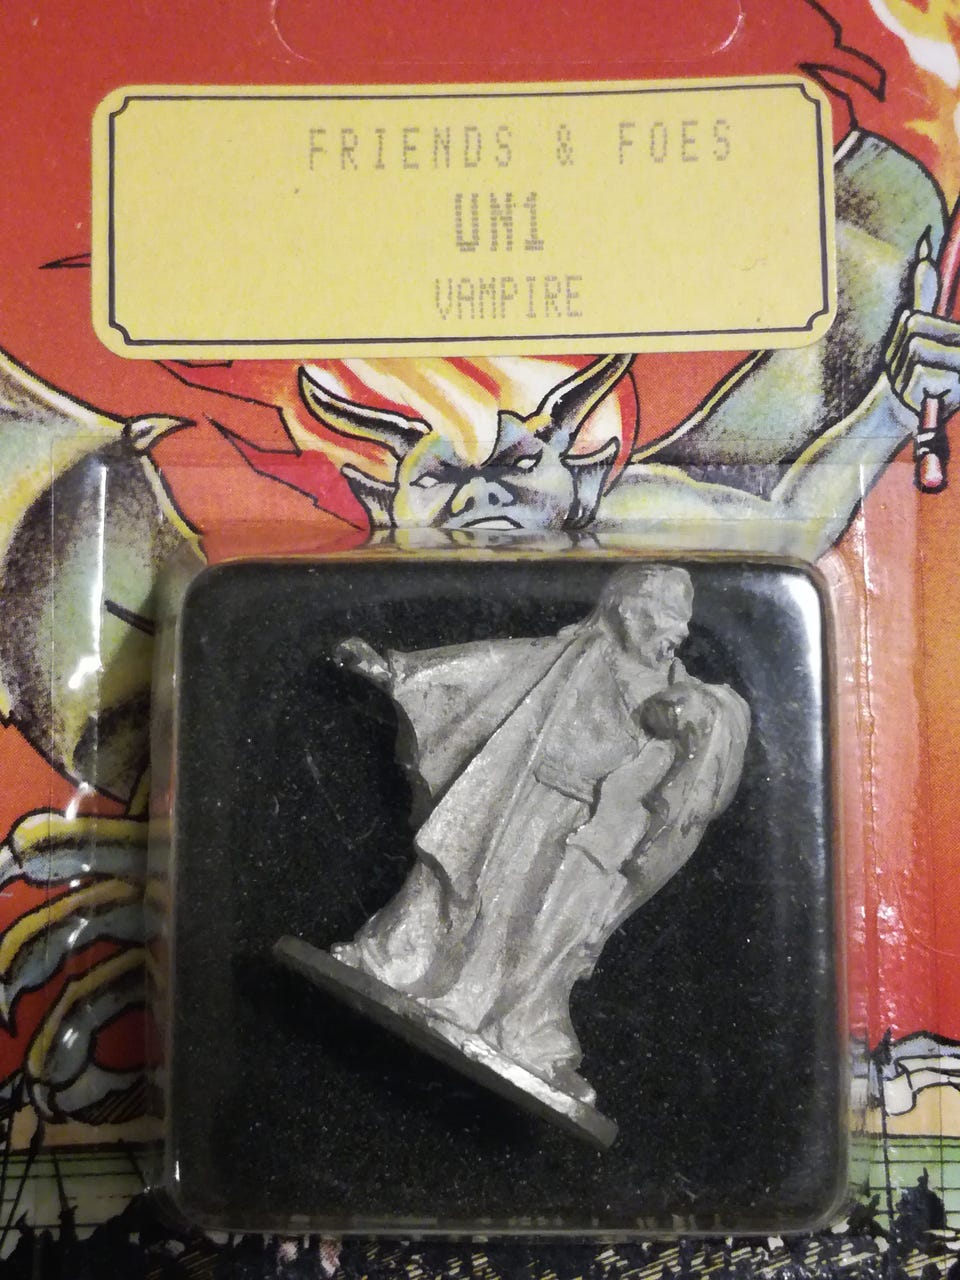 FRIENDS & FOES
UN1
VAMPIRE